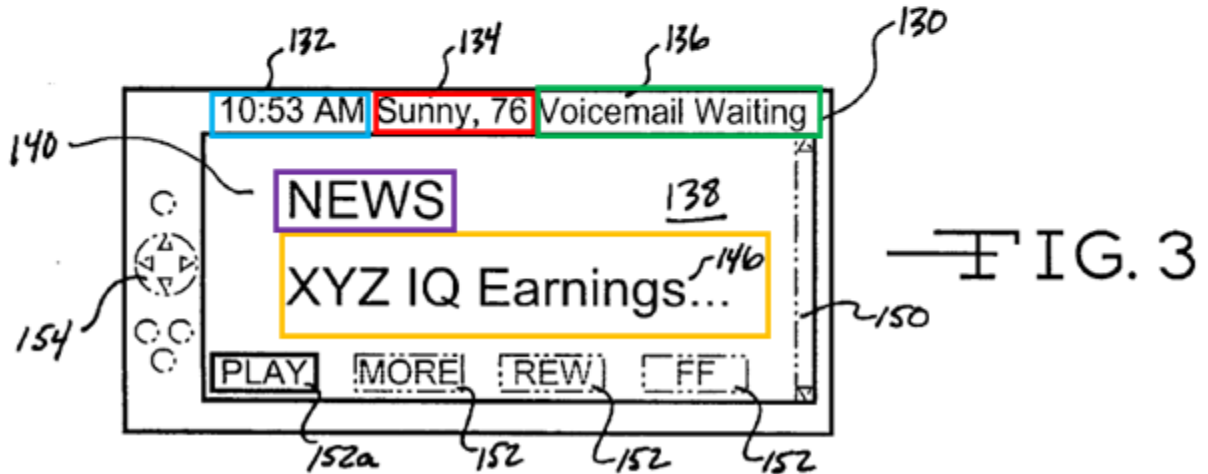 132 134 136 130
10:53 AM Sunny, 76 Voicemail Waiting
140
NEWS 138
146
XYZ IQ Earnings...
FIG. 3
154 150
PLAY MORE REW FF
152a 152 152 152